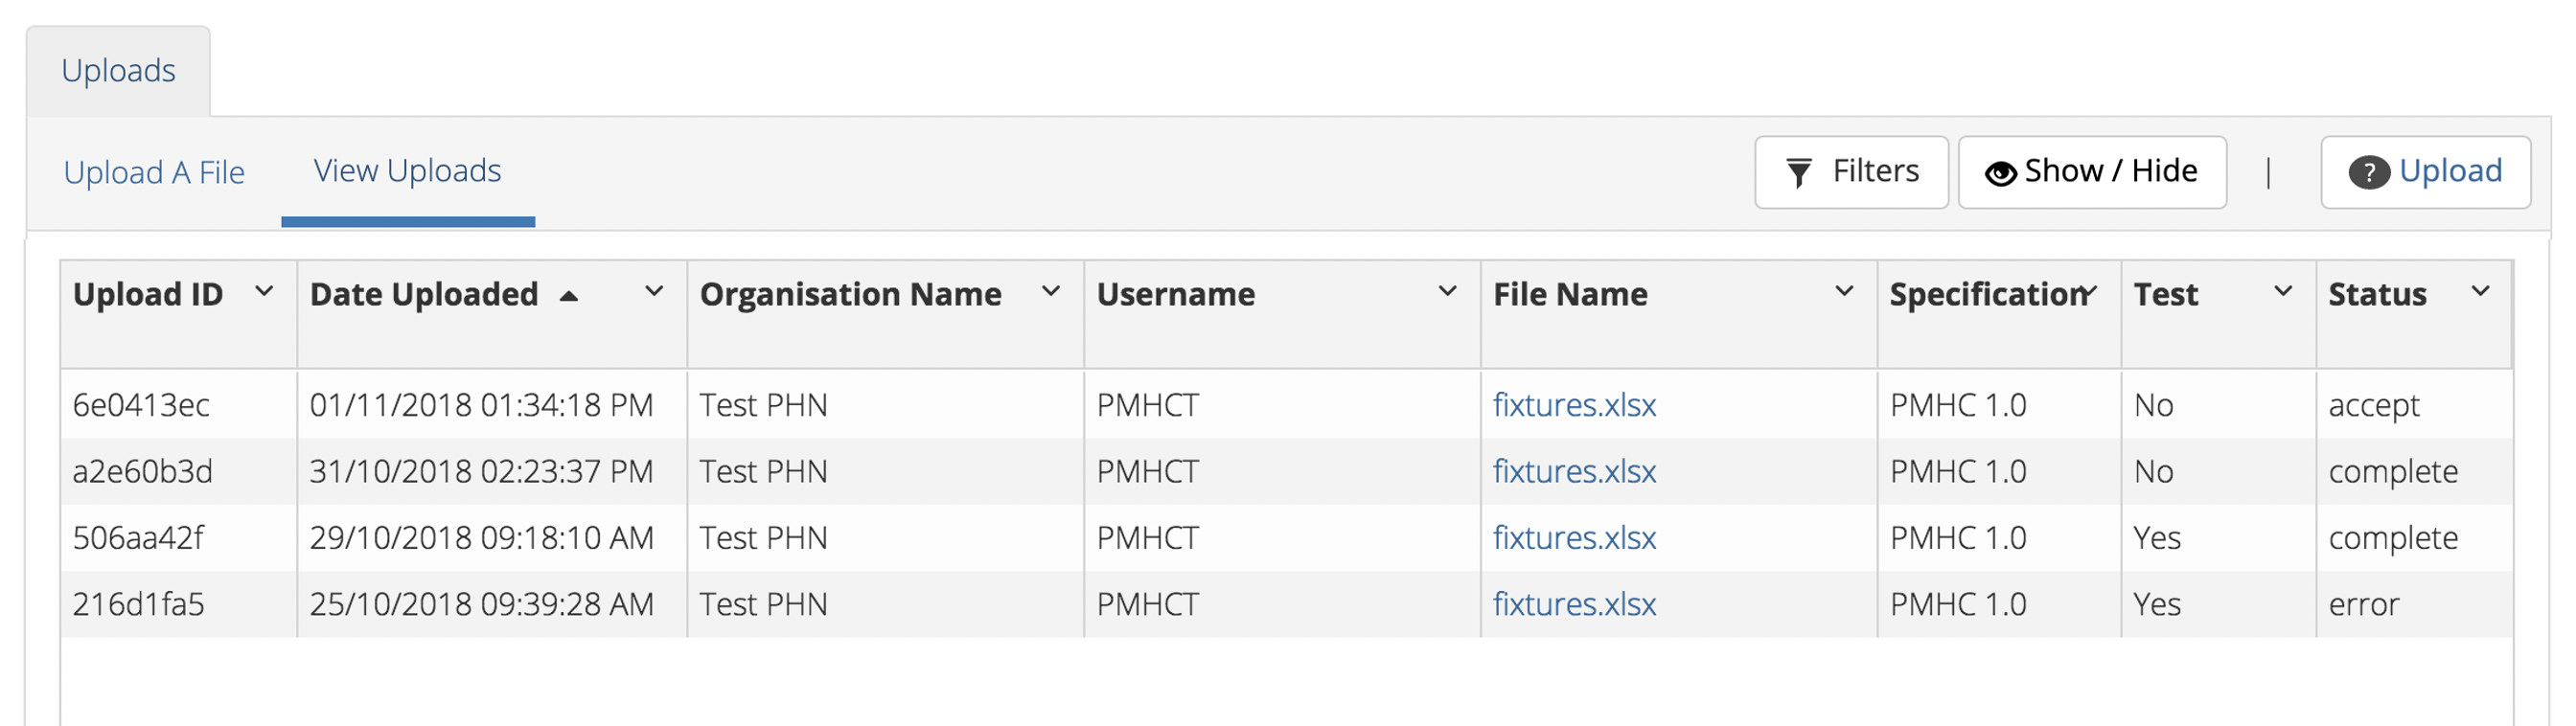 Uploads
Upload A File View Uploads Filters Show / Hide | ? Upload
Upload ID Date Uploaded Organisation Name Username File Name Specification Test Status
6e0413ec 01/11/2018 01:34:18 PM Test PHN PMHCT fixtures.xlsx PMHC 1.0 No accept
a2e60b3d 31/10/2018 02:23:37 PM Test PHN PMHCT fixtures.xlsx PMHC 1.0 No complete
506aa42f 29/10/2018 09:18:10 AM Test PHN PMHCT fixtures.xlsx PMHC 1.0 Yes complete
216d1fa5 25/10/2018 09:39:28 AM Test PHN PMHCT fixtures.xlsx PMHC 1.0 Yes error